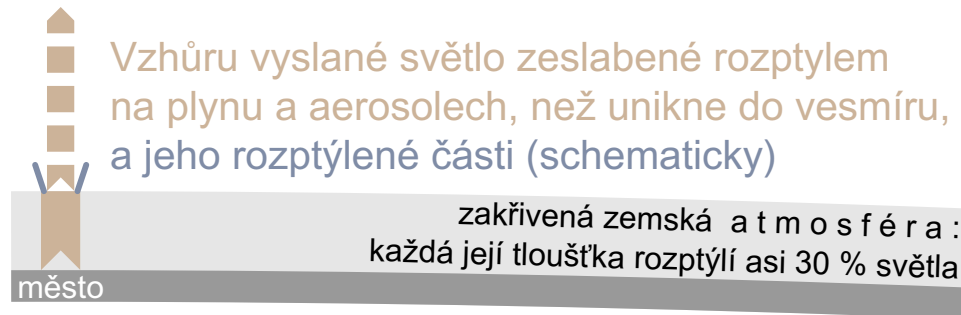 Vzhůru vyslané světlo zeslabené rozptylem
na plynu a aerosolech, než unikne do vesmíru,
a jeho rozptýlené části (schematicky)
zakřivená zemská a t m o s f é r a :
každá její tloušťka rozptýlí asi 30 % světla
město